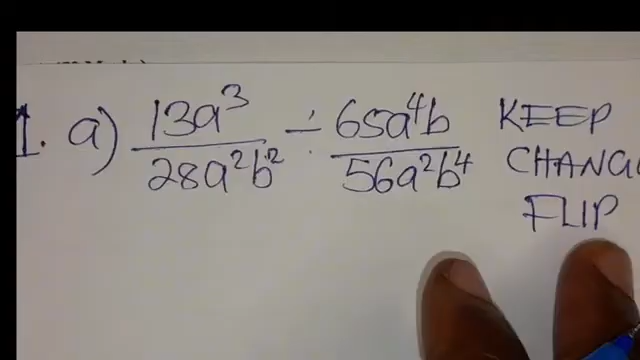 1. a) 13a³/28a²b² ÷ 65a⁴b/56a²b⁴
KEEP
CHANG
FLIP